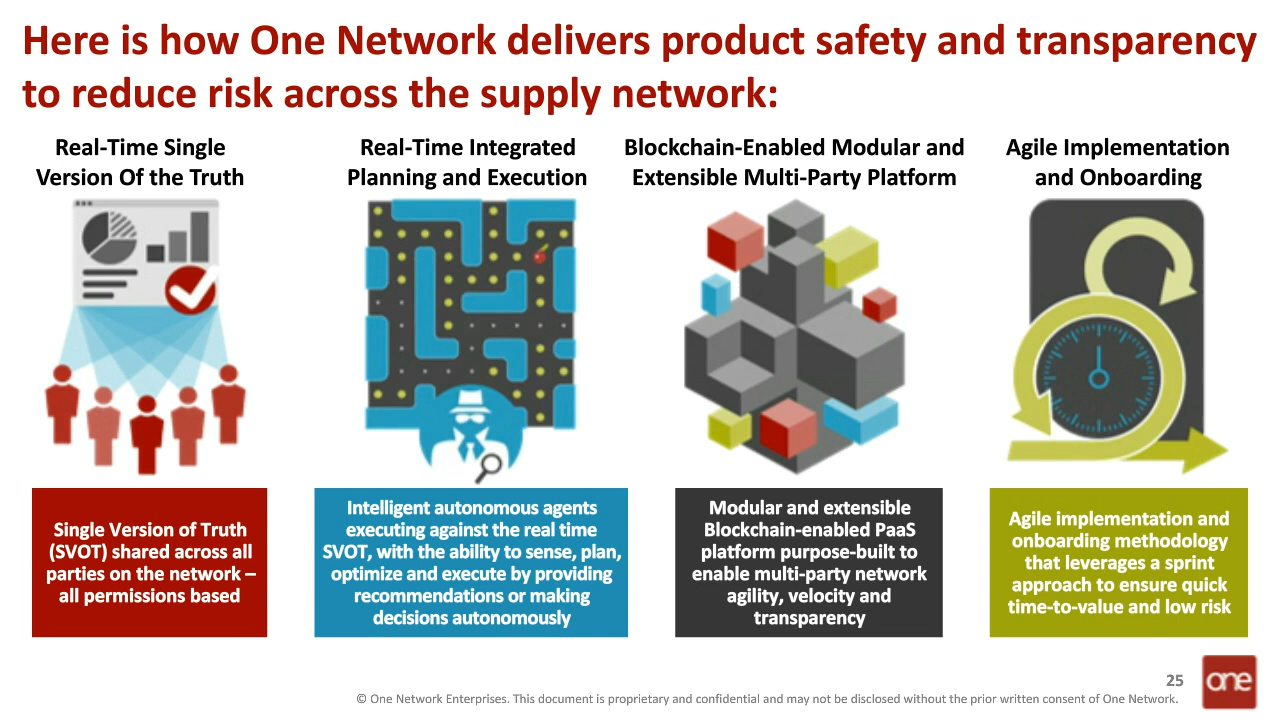 Here is how One Network delivers product safety and transparency
to reduce risk across the supply network:
Real-Time Single
Version Of the Truth
Real-Time Integrated
Planning and Execution
Blockchain-Enabled Modular and
Extensible Multi-Party Platform
Agile Implementation
and Onboarding
Single Version of Truth
(SVOT) shared across all
parties on the network –
all permissions based
Intelligent autonomous agents
executing against the real time
SVOT, with the ability to sense, plan,
optimize and execute by providing
recommendations or making
decisions autonomously
Modular and extensible
Blockchain-enabled PaaS
platform purpose-built to
enable multi-party network
agility, velocity and
transparency
Agile implementation and
onboarding methodology
that leverages a sprint
approach to ensure quick
time-to-value and low risk
25
© One Network Enterprises. This document is proprietary and confidential and may not be disclosed without the prior written consent of One Network.
one